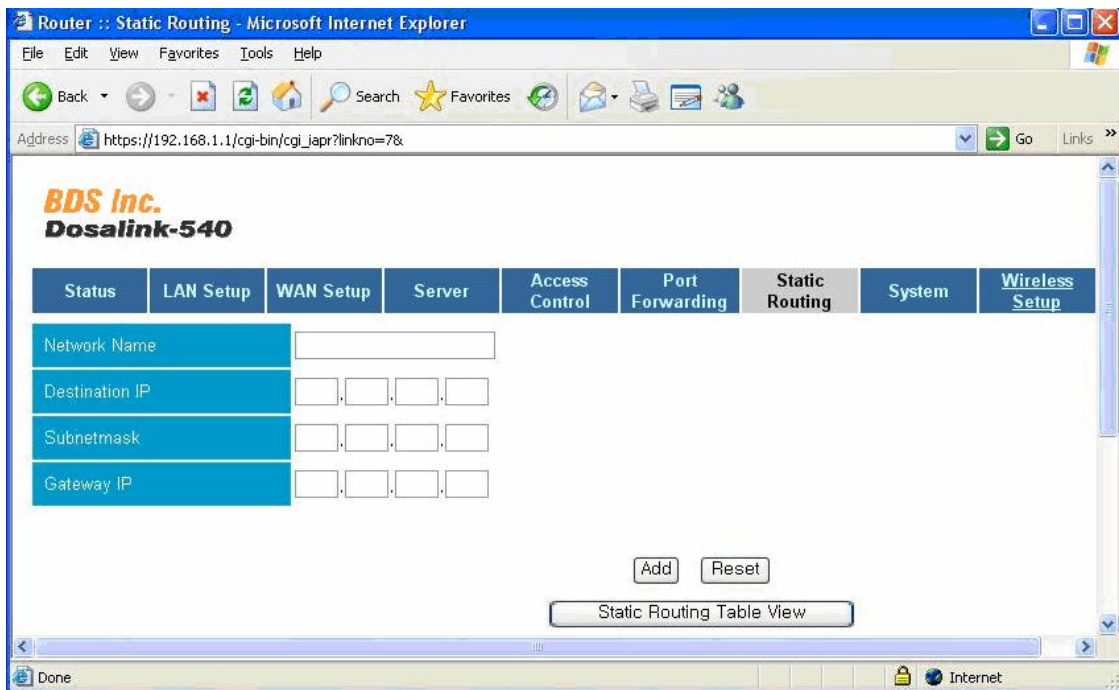 Router :: Static Routing - Microsoft Internet Explorer
File Edit View Favorites Tools Help
Back Search Favorites
Address https://192.168.1.1/cgi-bin/cgi_iapr?linkno=7& Go Links »
BDS Inc.
Dosalink-540
Status LAN Setup WAN Setup Server Access Control Port Forwarding Static Routing System Wireless Setup
Network Name
Destination IP . . .
Subnetmask . . .
Gateway IP . . .
Add Reset
Static Routing Table View
Done Internet